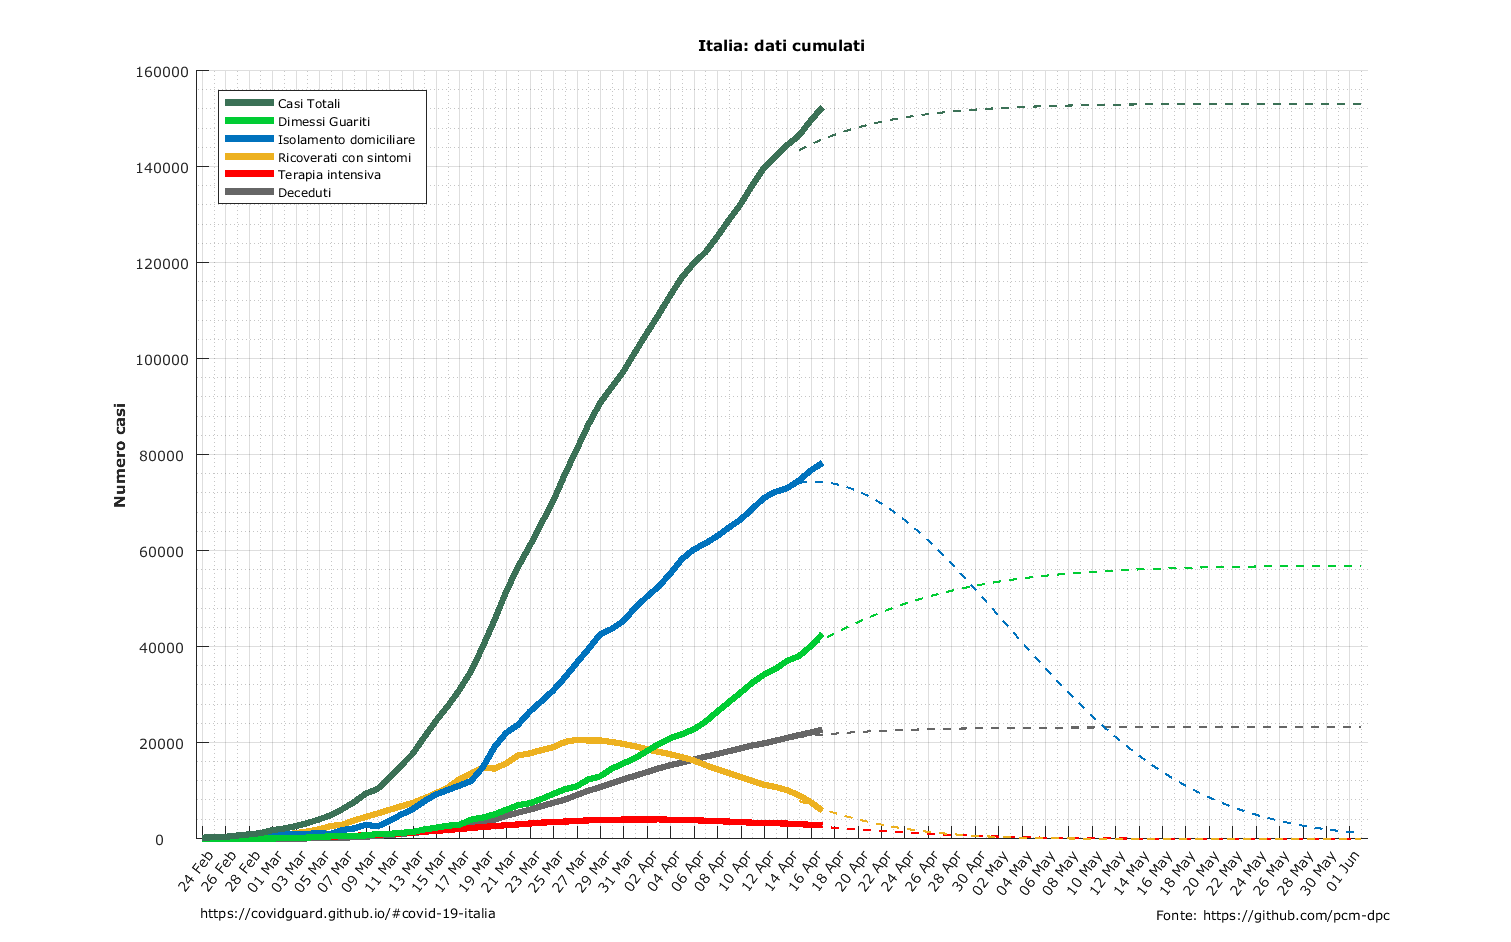 Italia: dati cumulati
160000
140000
120000
100000
80000
60000
40000
20000
0
Numero casi
Casi Totali
Dimessi Guariti
Isolamento domiciliare
Ricoverati con sintomi
Terapia intensiva
Deceduti
24 Feb
26 Feb
28 Feb
01 Mar
03 Mar
05 Mar
07 Mar
09 Mar
11 Mar
13 Mar
15 Mar
17 Mar
19 Mar
21 Mar
23 Mar
25 Mar
27 Mar
29 Mar
31 Mar
02 Apr
04 Apr
06 Apr
08 Apr
10 Apr
12 Apr
14 Apr
16 Apr
18 Apr
20 Apr
22 Apr
24 Apr
26 Apr
28 Apr
30 Apr
02 May
04 May
06 May
08 May
10 May
12 May
14 May
16 May
18 May
20 May
22 May
24 May
26 May
28 May
30 May
01 Jun
https://covidguard.github.io/#covid-19-italia
Fonte: https://github.com/pcm-dpc